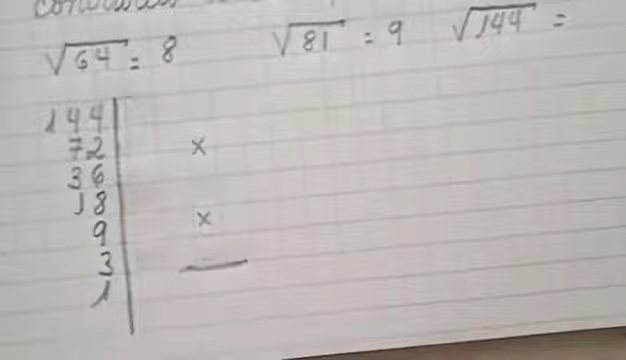 √64 = 8 √81 = 9 √144 =
144
72 x
36
18 x
9
3
1